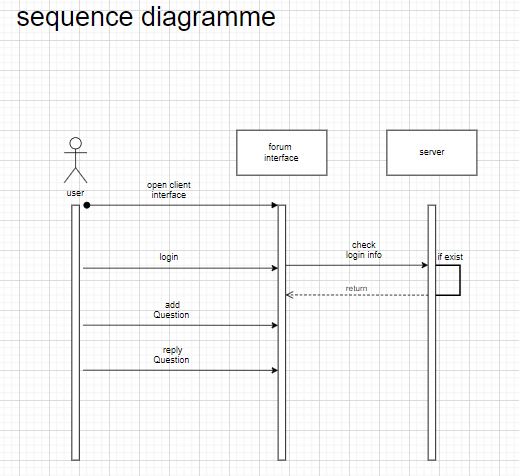 sequence diagramme
forum
interface
server
user
open client
interface
check
login info
if exist
login
return
add
Question
reply
Question